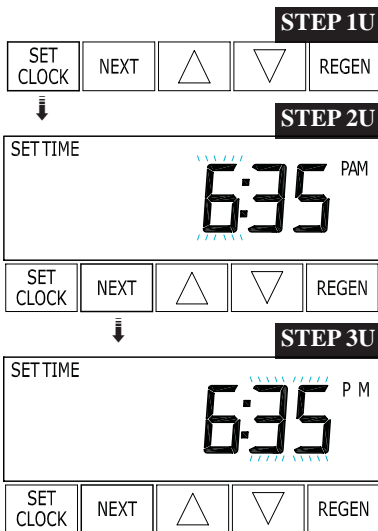 STEP 1U
SET CLOCK NEXT REGEN
STEP 2U
SET TIME
6:35 PAM
SET CLOCK NEXT REGEN
STEP 3U
SET TIME
6:35 P M
SET CLOCK NEXT REGEN